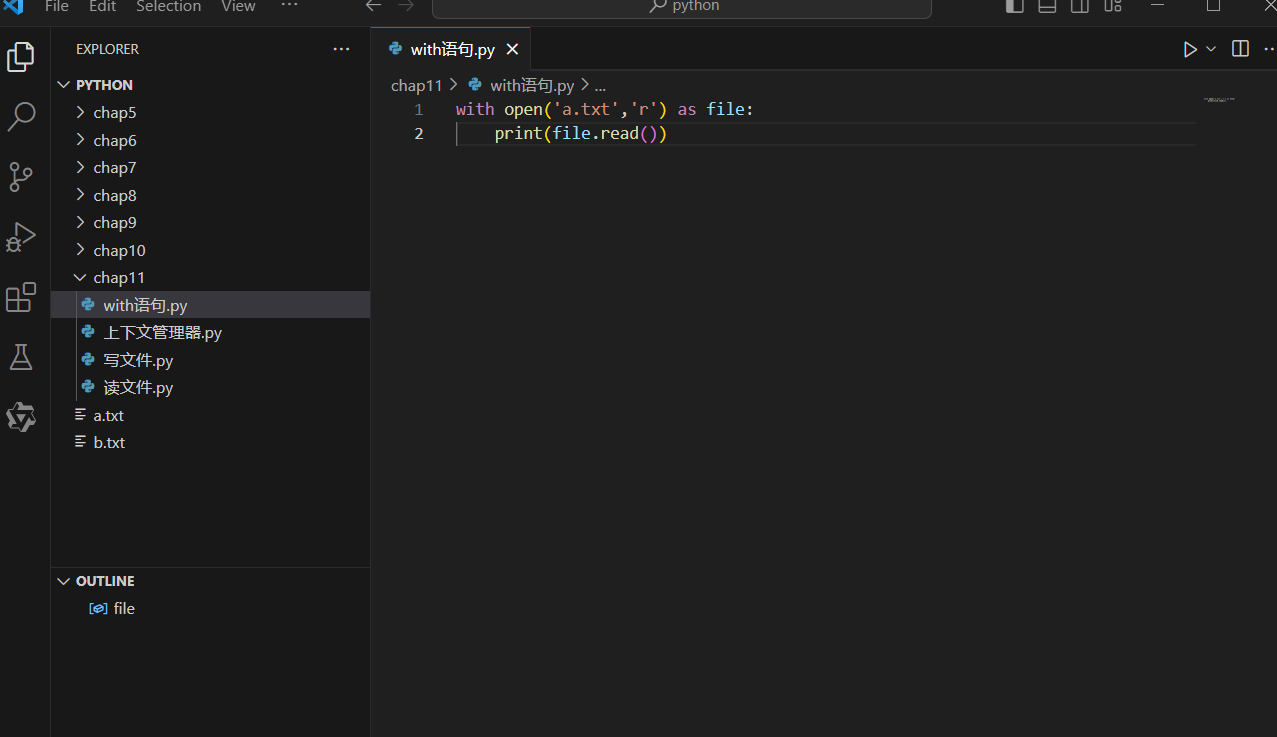 File Edit Selection View ··· python
EXPLORER ···
PYTHON
chap5
chap6
chap7
chap8
chap9
chap10
chap11
with语句.py
上下文管理器.py
写文件.py
读文件.py
a.txt
b.txt
OUTLINE
file
with语句.py
chap11 > with语句.py > ...
1 with open('a.txt','r') as file:
2 print(file.read())